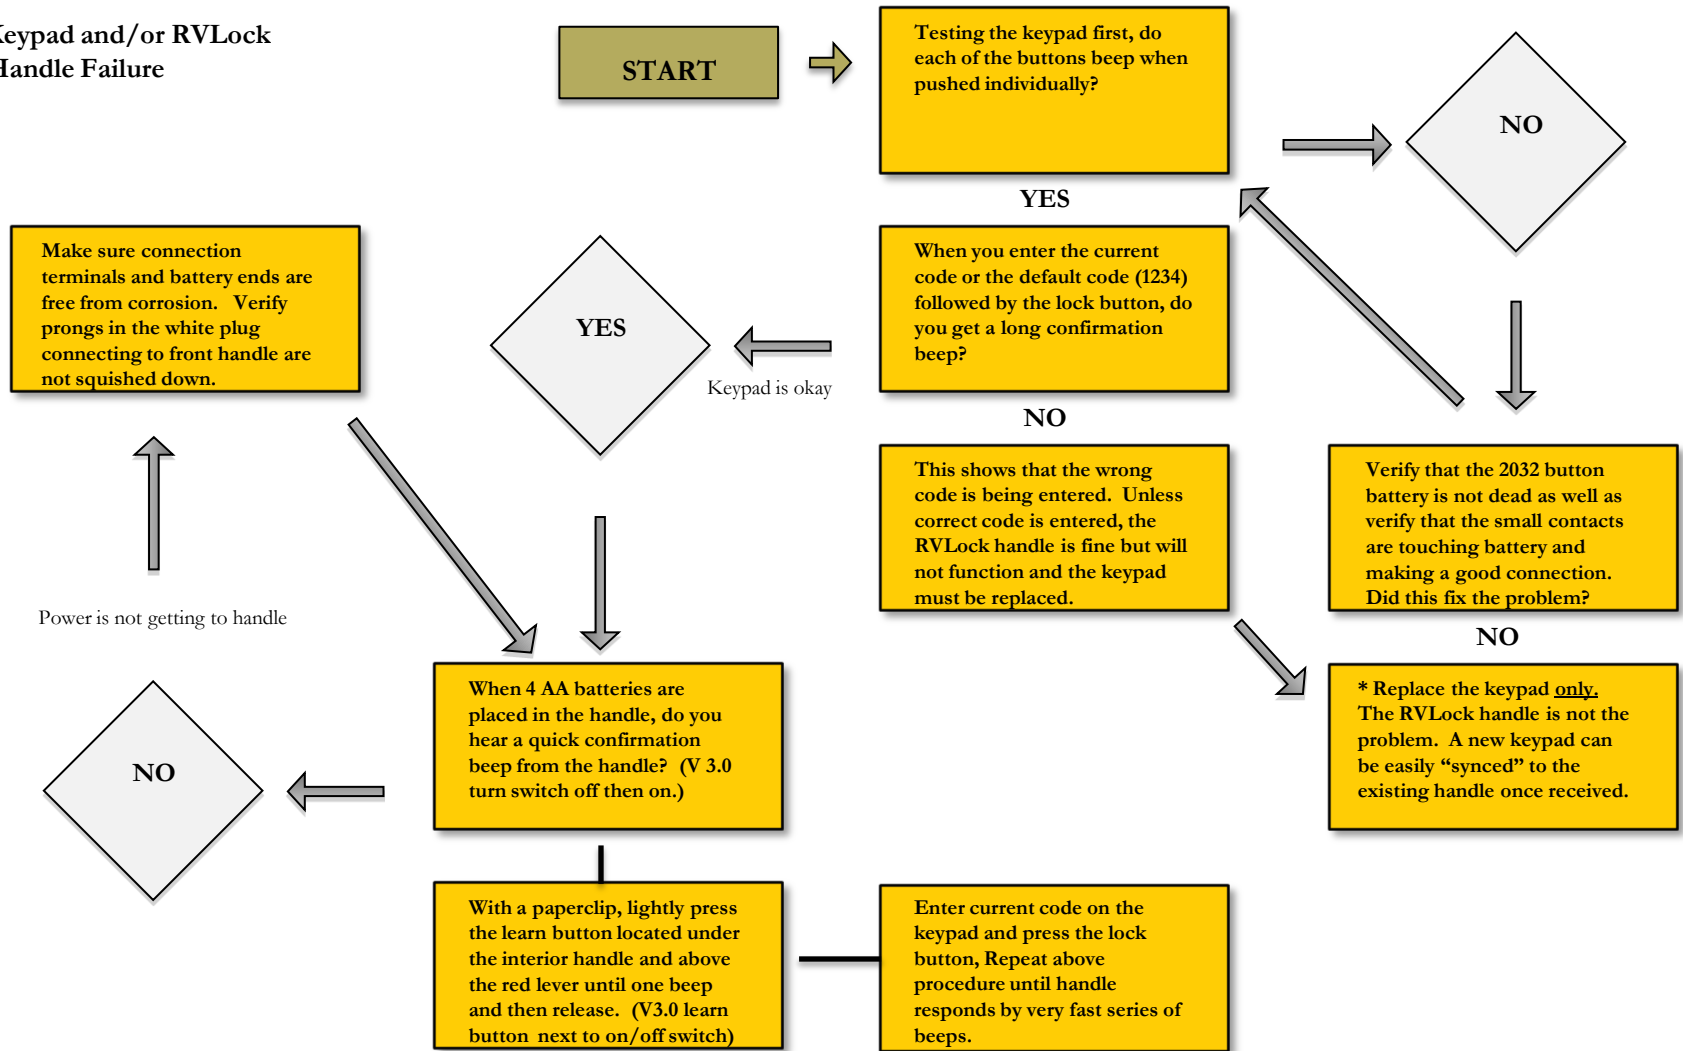 Keypad and/or RVLock
Handle Failure
START
Testing the keypad first, do
each of the buttons beep when
pushed individually?
NO
YES
When you enter the current
code or the default code (1234)
followed by the lock button, do
you get a long confirmation
beep?
YES
Keypad is okay
Make sure connection
terminals and battery ends are
free from corrosion. Verify
prongs in the white plug
connecting to front handle are
not squished down.
NO
This shows that the wrong
code is being entered. Unless
correct code is entered, the
RVLock handle is fine but will
not function and the keypad
must be replaced.
Verify that the 2032 button
battery is not dead as well as
verify that the small contacts
are touching battery and
making a good connection.
Did this fix the problem?
NO
* Replace the keypad only.
The RVLock handle is not the
problem. A new keypad can
be easily “synced” to the
existing handle once received.
Power is not getting to handle
NO
When 4 AA batteries are
placed in the handle, do you
hear a quick confirmation
beep from the handle? (V 3.0
turn switch off then on.)
With a paperclip, lightly press
the learn button located under
the interior handle and above
the red lever until one beep
and then release. (V3.0 learn
button next to on/off switch)
Enter current code on the
keypad and press the lock
button, Repeat above
procedure until handle
responds by very fast series of
beeps.